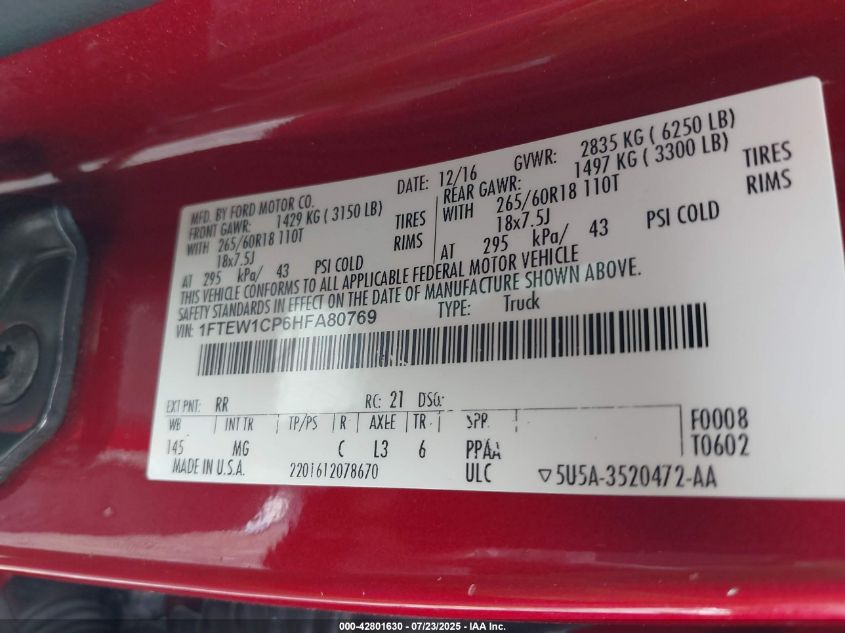 MFD. BY FORD MOTOR CO.
DATE: 12/16 GVWR: 2835 KG ( 6250 LB)
FRONT GAWR: 1429 KG ( 3150 LB) REAR GAWR: 1497 KG ( 3300 LB)
WITH 265/60R18 110T TIRES WITH 265/60R18 110T TIRES
18x7.5J RIMS 18x7.5J RIMS
AT 295 kPa/ 43 PSI COLD AT 295 kPa/ 43 PSI COLD
THIS VEHICLE CONFORMS TO ALL APPLICABLE FEDERAL MOTOR VEHICLE
SAFETY STANDARDS IN EFFECT ON THE DATE OF MANUFACTURE SHOWN ABOVE.
VIN: 1FTEW1CP6HFA80769 TYPE: Truck
EXT PNT: RR RC: 21 DSO:
WB INT TR TP/PS R AXLE TR SPR F0008
145 MG C L3 6 PPAA T0602
MADE IN U.S.A. 2201612078670 ULC ▽5U5A-3520472-AA
000-42801630 - 07/23/2025 - IAA Inc.